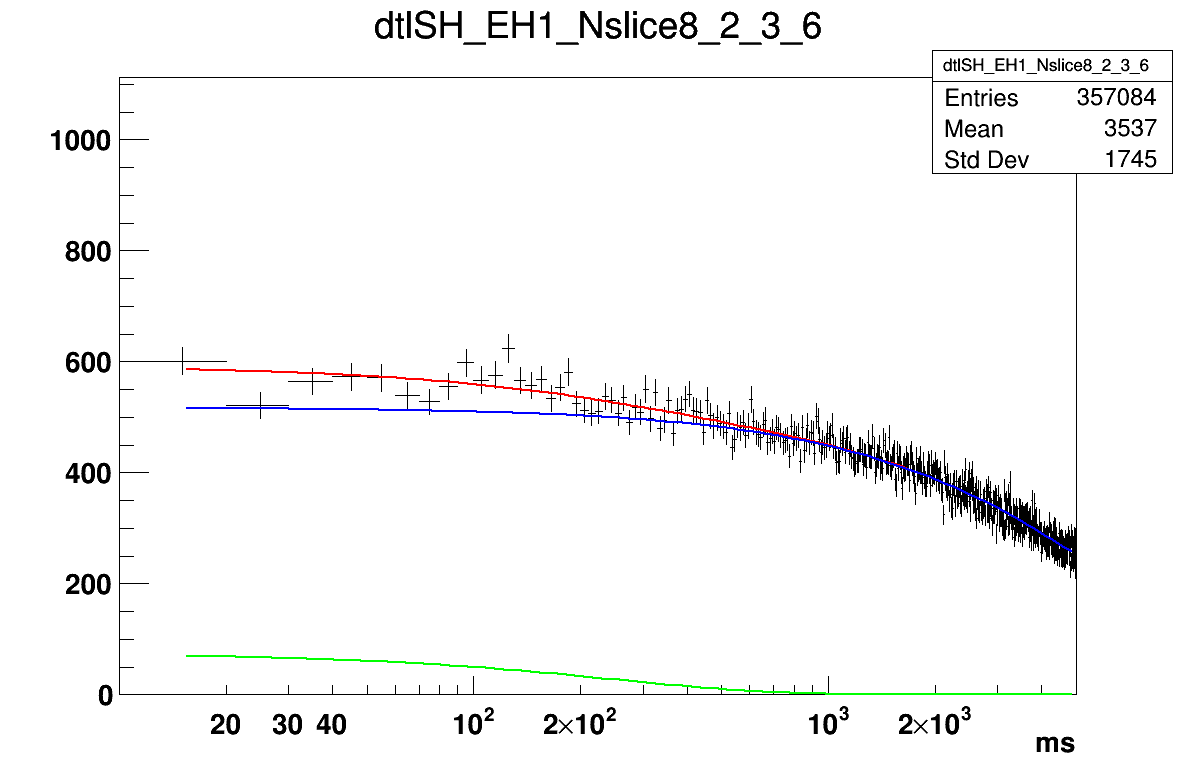 dtlSH_EH1_Nslice8_2_3_6
dtlSH_EH1_Nslice8_2_3_6
Entries 357084
Mean 3537
Std Dev 1745
1000
800
600
400
200
0
20 30 40 10² 2×10² 10³ 2×10³
ms